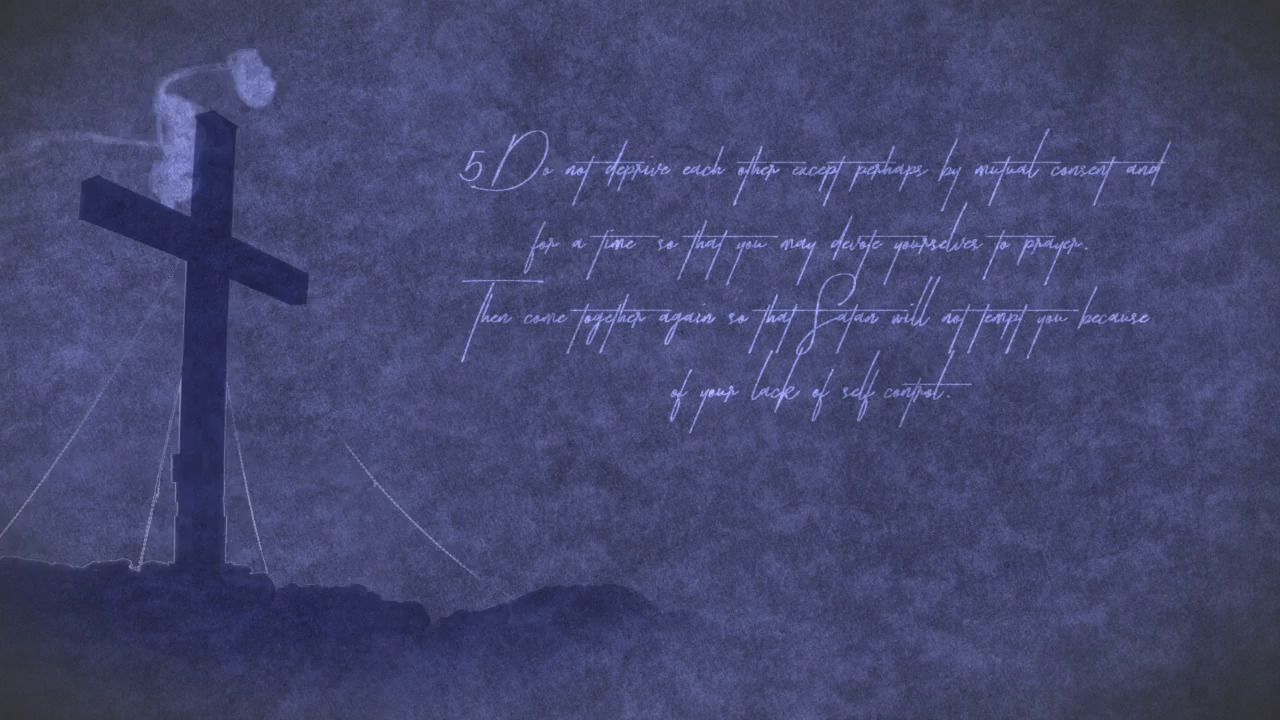 5 Do not deprive each other except perhaps by mutual consent and
for a time so that you may devote yourselves to prayer.
Then come together again so that Satan will not tempt you because
of your lack of self control.